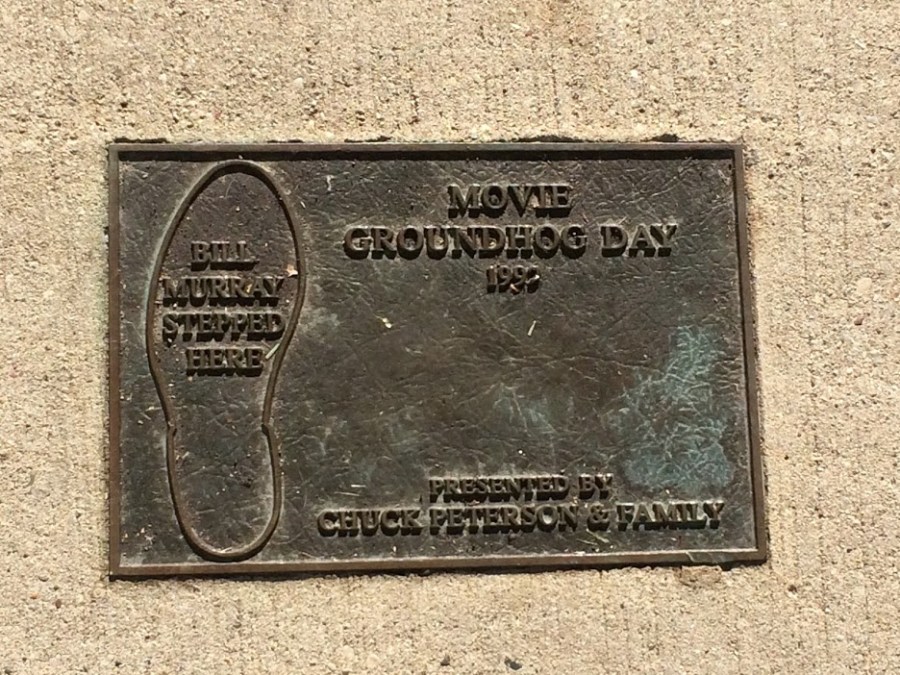 BILL
MURRAY
STEPPED
HERE
MOVIE
GROUNDHOG DAY
PRESENTED BY
CHUCK PETERSON & FAMILY